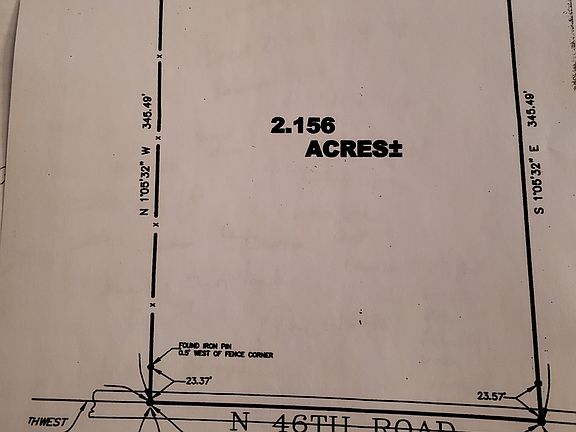 N 1°05'32" W 345.49'
2.156
ACRES±
S 1°05'32" E 345.49'
FOUND IRON PIN
0.5' WEST OF FENCE CORNER
23.37'
23.57'
THWEST
N 46TH ROAD